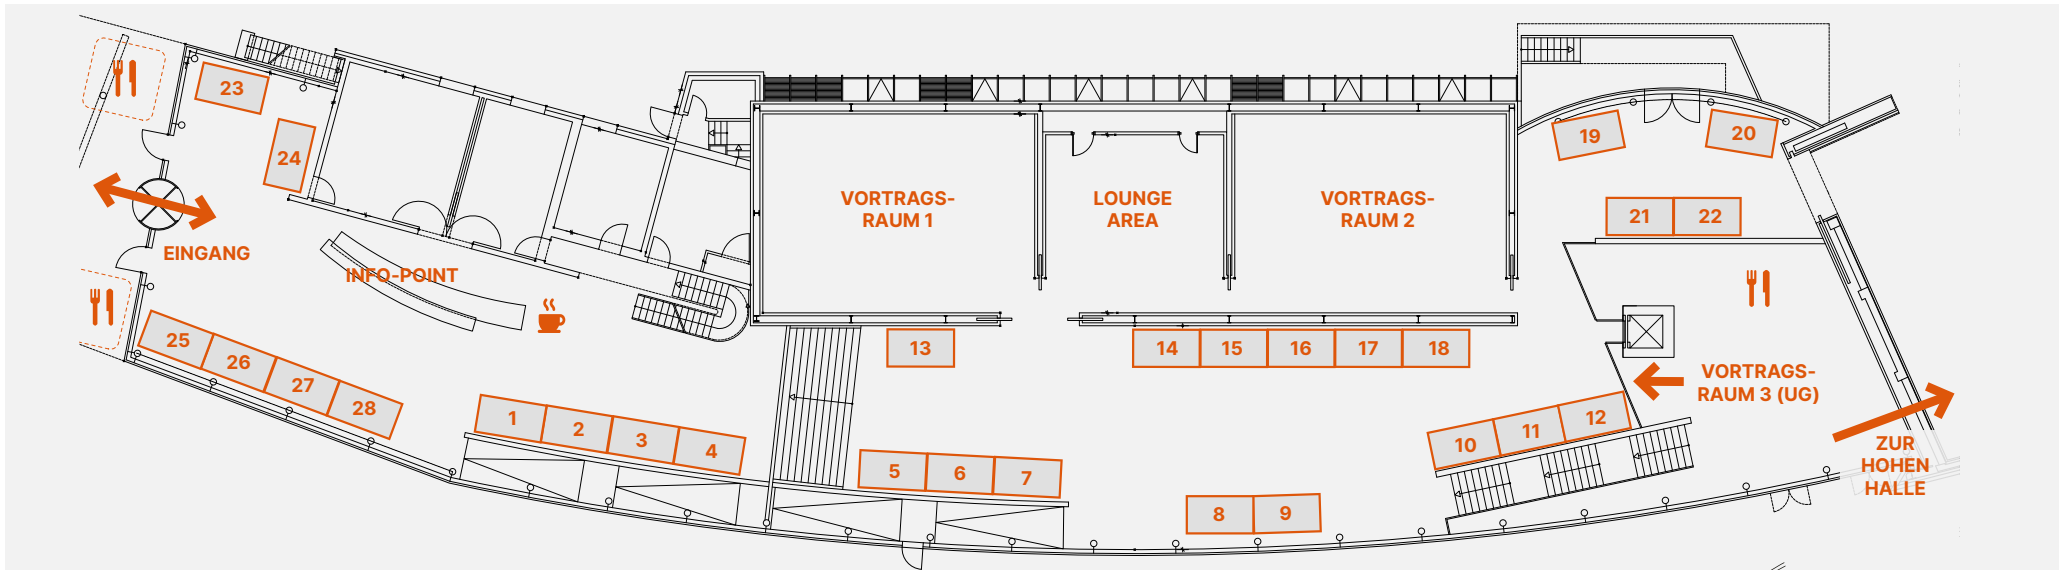 23
24
EINGANG
INFO-POINT
25
26
27
28
1
2
3
4
VORTRAGS-
RAUM 1
LOUNGE
AREA
VORTRAGS-
RAUM 2
13
14
15
16
17
18
5
6
7
8
9
10
11
12
19
20
21
22
VORTRAGS-
RAUM 3 (UG)
ZUR
HOHEN
HALLE